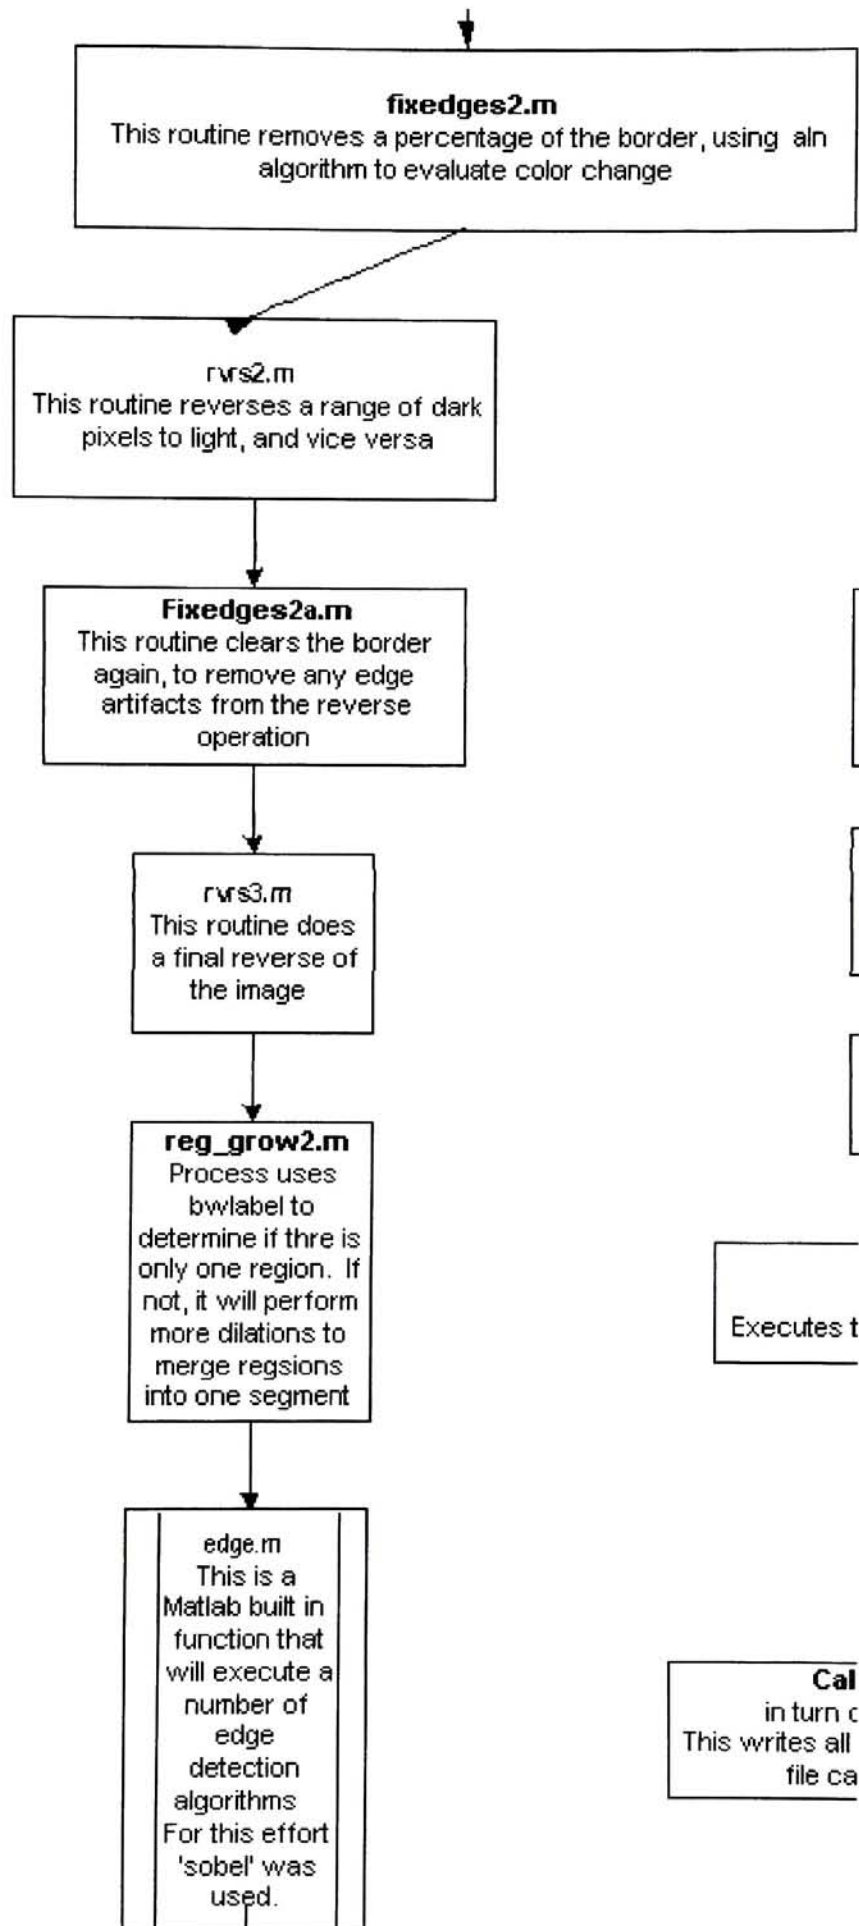 fixedges2.m
This routine removes a percentage of the border, using aln
algorithm to evaluate color change
rvrs2.m
This routine reverses a range of dark
pixels to light, and vice versa
Fixedges2a.m
This routine clears the border
again, to remove any edge
artifacts from the reverse
operation
rvrs3.m
This routine does
a final reverse of
the image
reg_grow2.m
Process uses
bwlabel to
determine if thre is
only one region. If
not, it will perform
more dilations to
merge regsions
into one segment
Executes t
edge.m
This is a
Matlab built in
function that
will execute a
number of
edge
detection
algorithms
For this effort
'sobel' was
used.
Cal
in turn c
This writes all
file ca